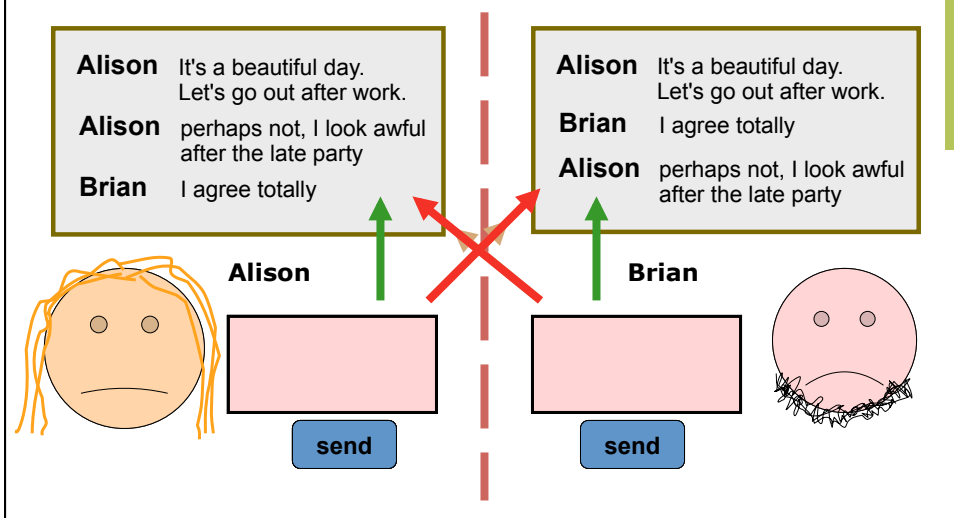 Alison It's a beautiful day.
Let's go out after work.
Alison perhaps not, I look awful
after the late party
Brian I agree totally
Alison It's a beautiful day.
Let's go out after work.
Brian I agree totally
Alison perhaps not, I look awful
after the late party
Alison
Brian
send
send